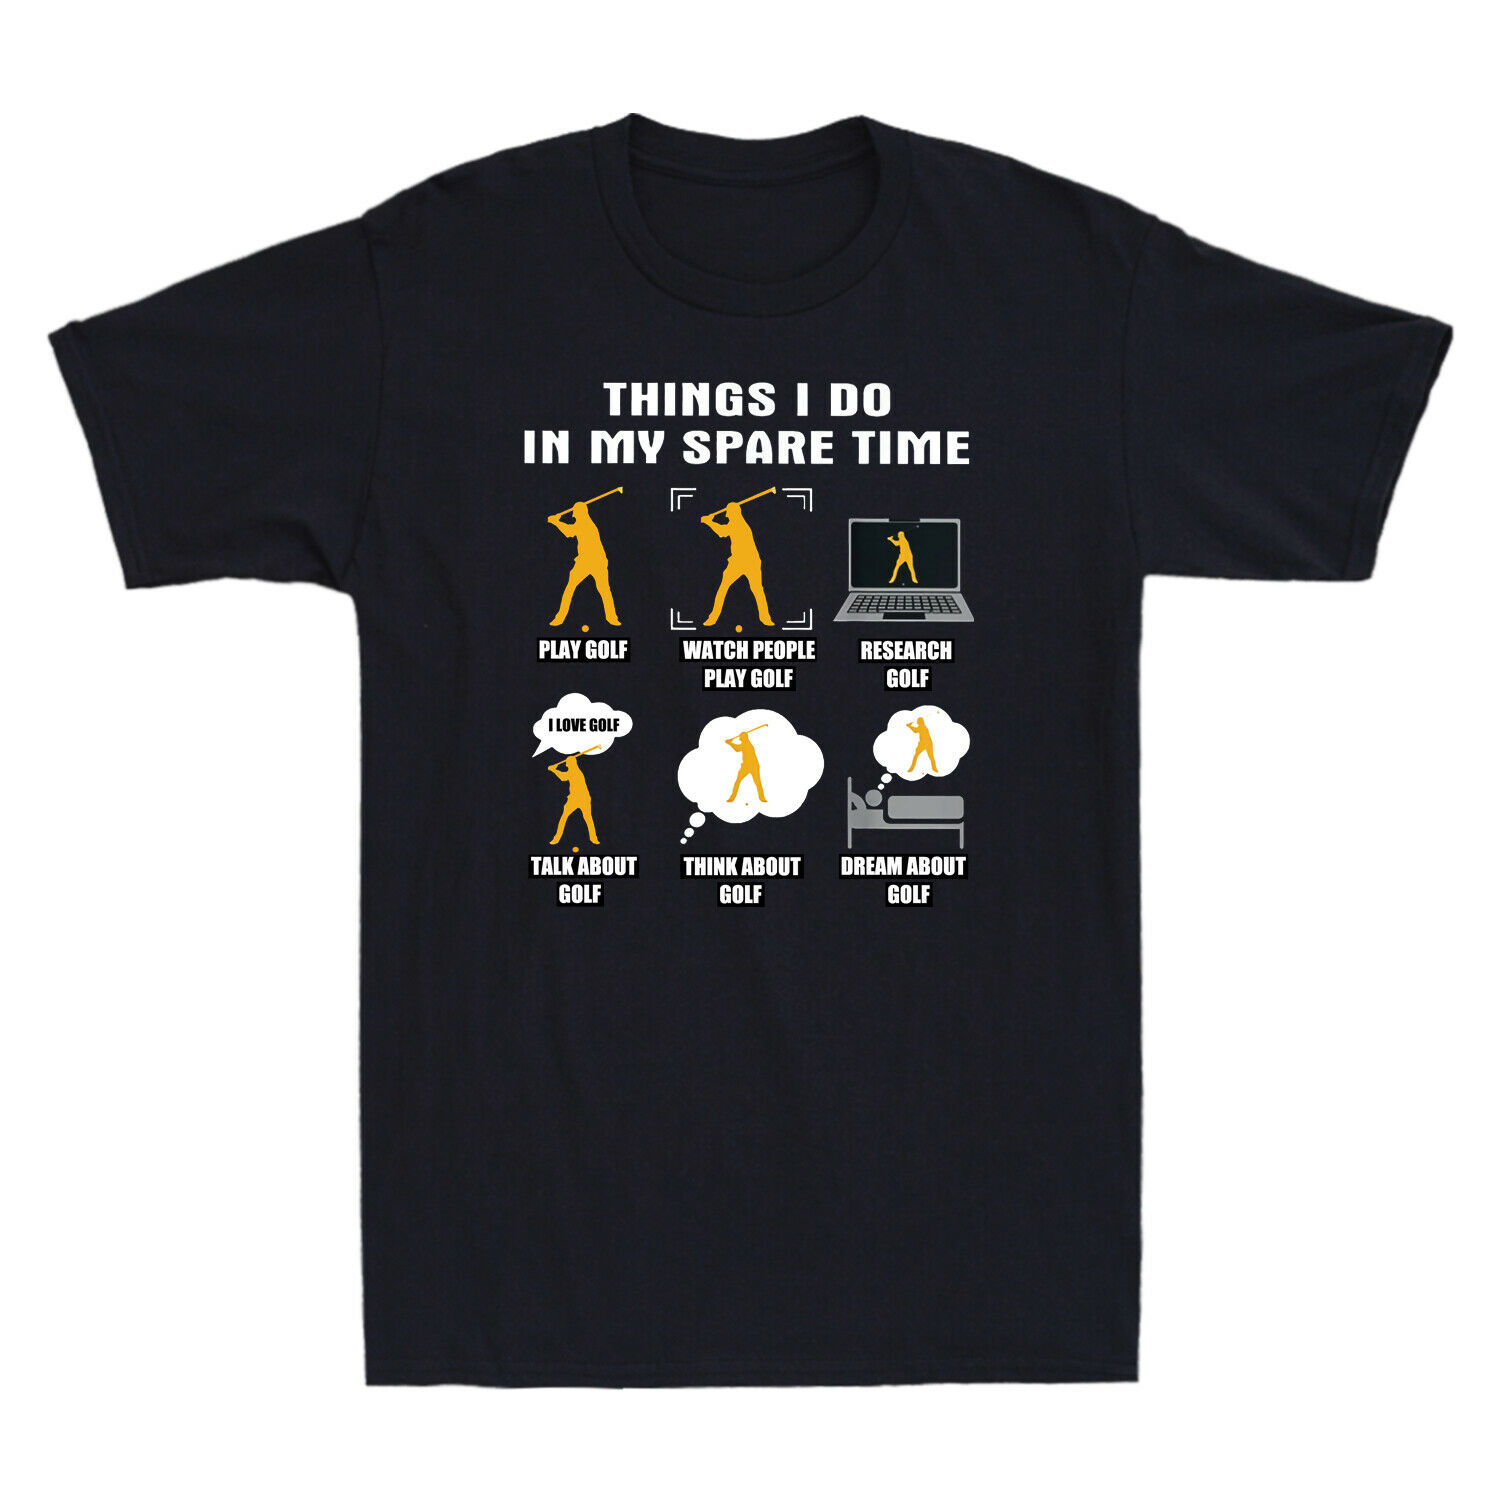 THINGS I DO
IN MY SPARE TIME
PLAY GOLF
WATCH PEOPLE
PLAY GOLF
RESEARCH
GOLF
I LOVE GOLF
TALK ABOUT
GOLF
THINK ABOUT
GOLF
DREAM ABOUT
GOLF